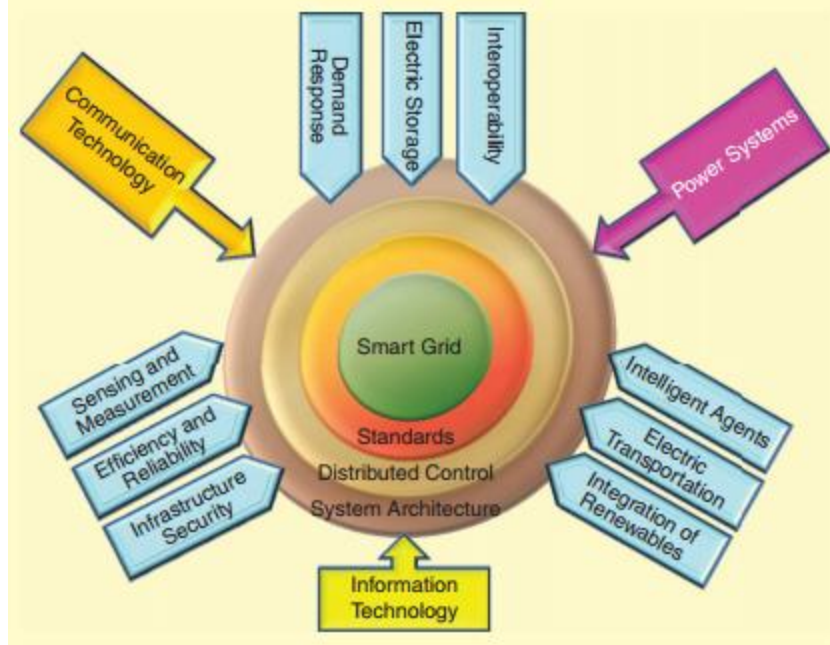 Communication
Technology
Demand
Response
Electric Storage
Interoperability
Power Systems
Smart Grid
Standards
Distributed Control
System Architecture
Sensing and
Measurement
Efficiency and
Reliability
Infrastructure
Security
Intelligent Agents
Electric
Transportation
Integration of
Renewables
Information
Technology